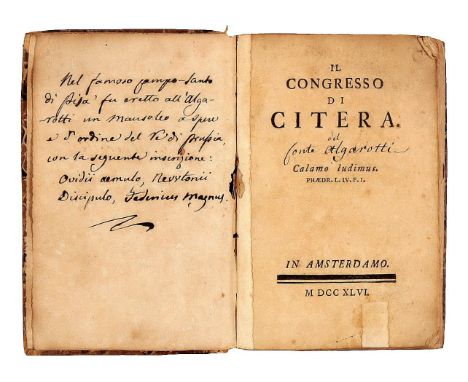 Nel famoso campo-santo
di Pisa fu eretto all'Alga-
rotti un Mausoleo a spese
e d'ordine del Re di Prussia
con la seguente inscrizione:
Ovidii aemulo, Nevvtonii
Discipulo, Federicus Magnus.
IL
CONGRESSO
DI
CITERA.
del
Conte Algarotti
Calamo ludimus.
PHÆDR. L. IV. F. I.
IN AMSTERDAMO.
M DCC XLVI.